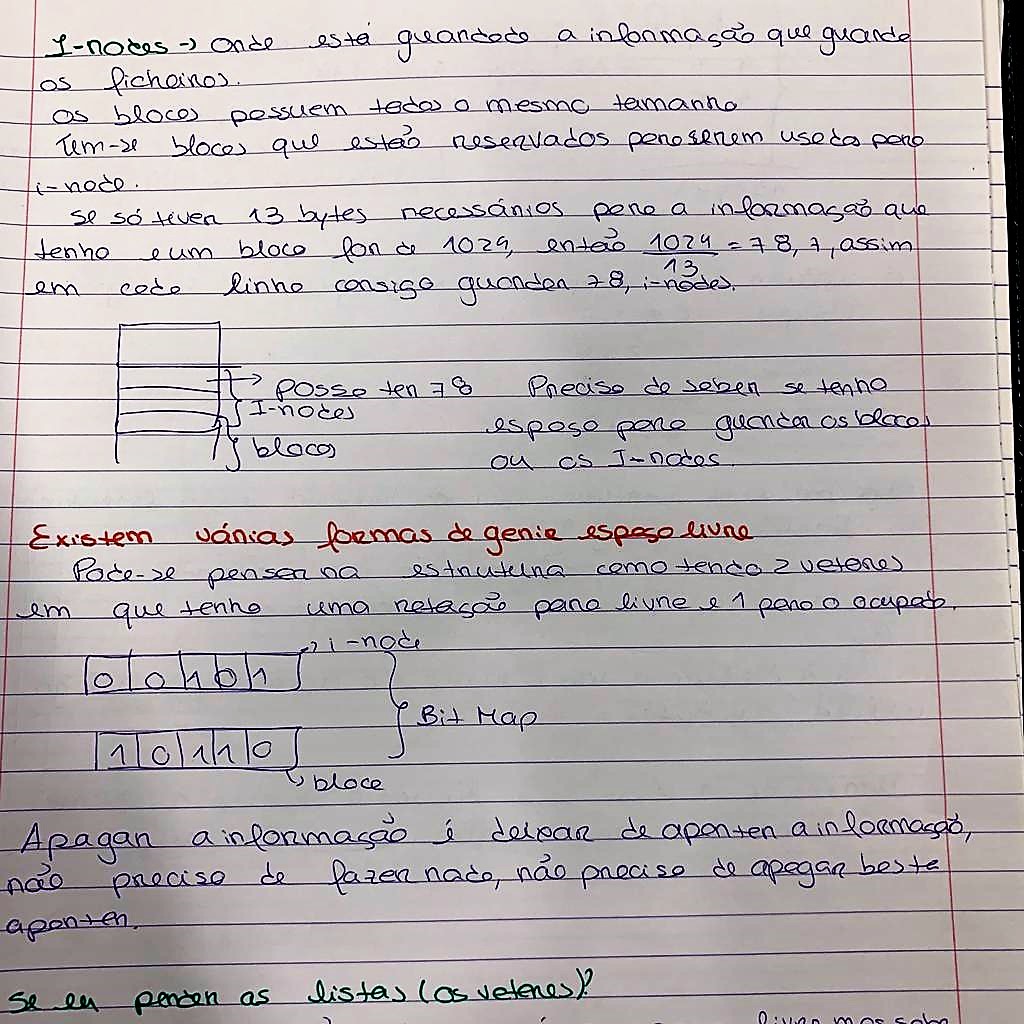 I-nodes → Onde está guardado a informação que guarda
os ficheiros.
Os blocos possuem todos o mesmo tamanho
Tem-se blocos que estão reservados para serem usados para
i-node.
Se só tiver 13 bytes necessários para a informação que
tenho e um bloco for de 1024, então 1024/13 = 78,7, assim
em cada linha consigo guardar 78, i-nodes.
→ Posso ter 78
I-nodes
blocos
Preciso de saber se tenho
espaço para guardar os blocos
ou os I-nodes.
Existem várias formas de gerir espaço livre
Pode-se pensar na estrutura como tendo 2 vetores
em que tenho uma notação para livre e 1 para o ocupado.
→ i-node
0 0 1 0 1
Bit Map
1 0 1 1 0
↳ bloco
Apagar a informação é deixar de apontar a informação,
não preciso de fazer nada, não preciso de apagar basta
apontar.
Se eu perder as listas (os vetores)?